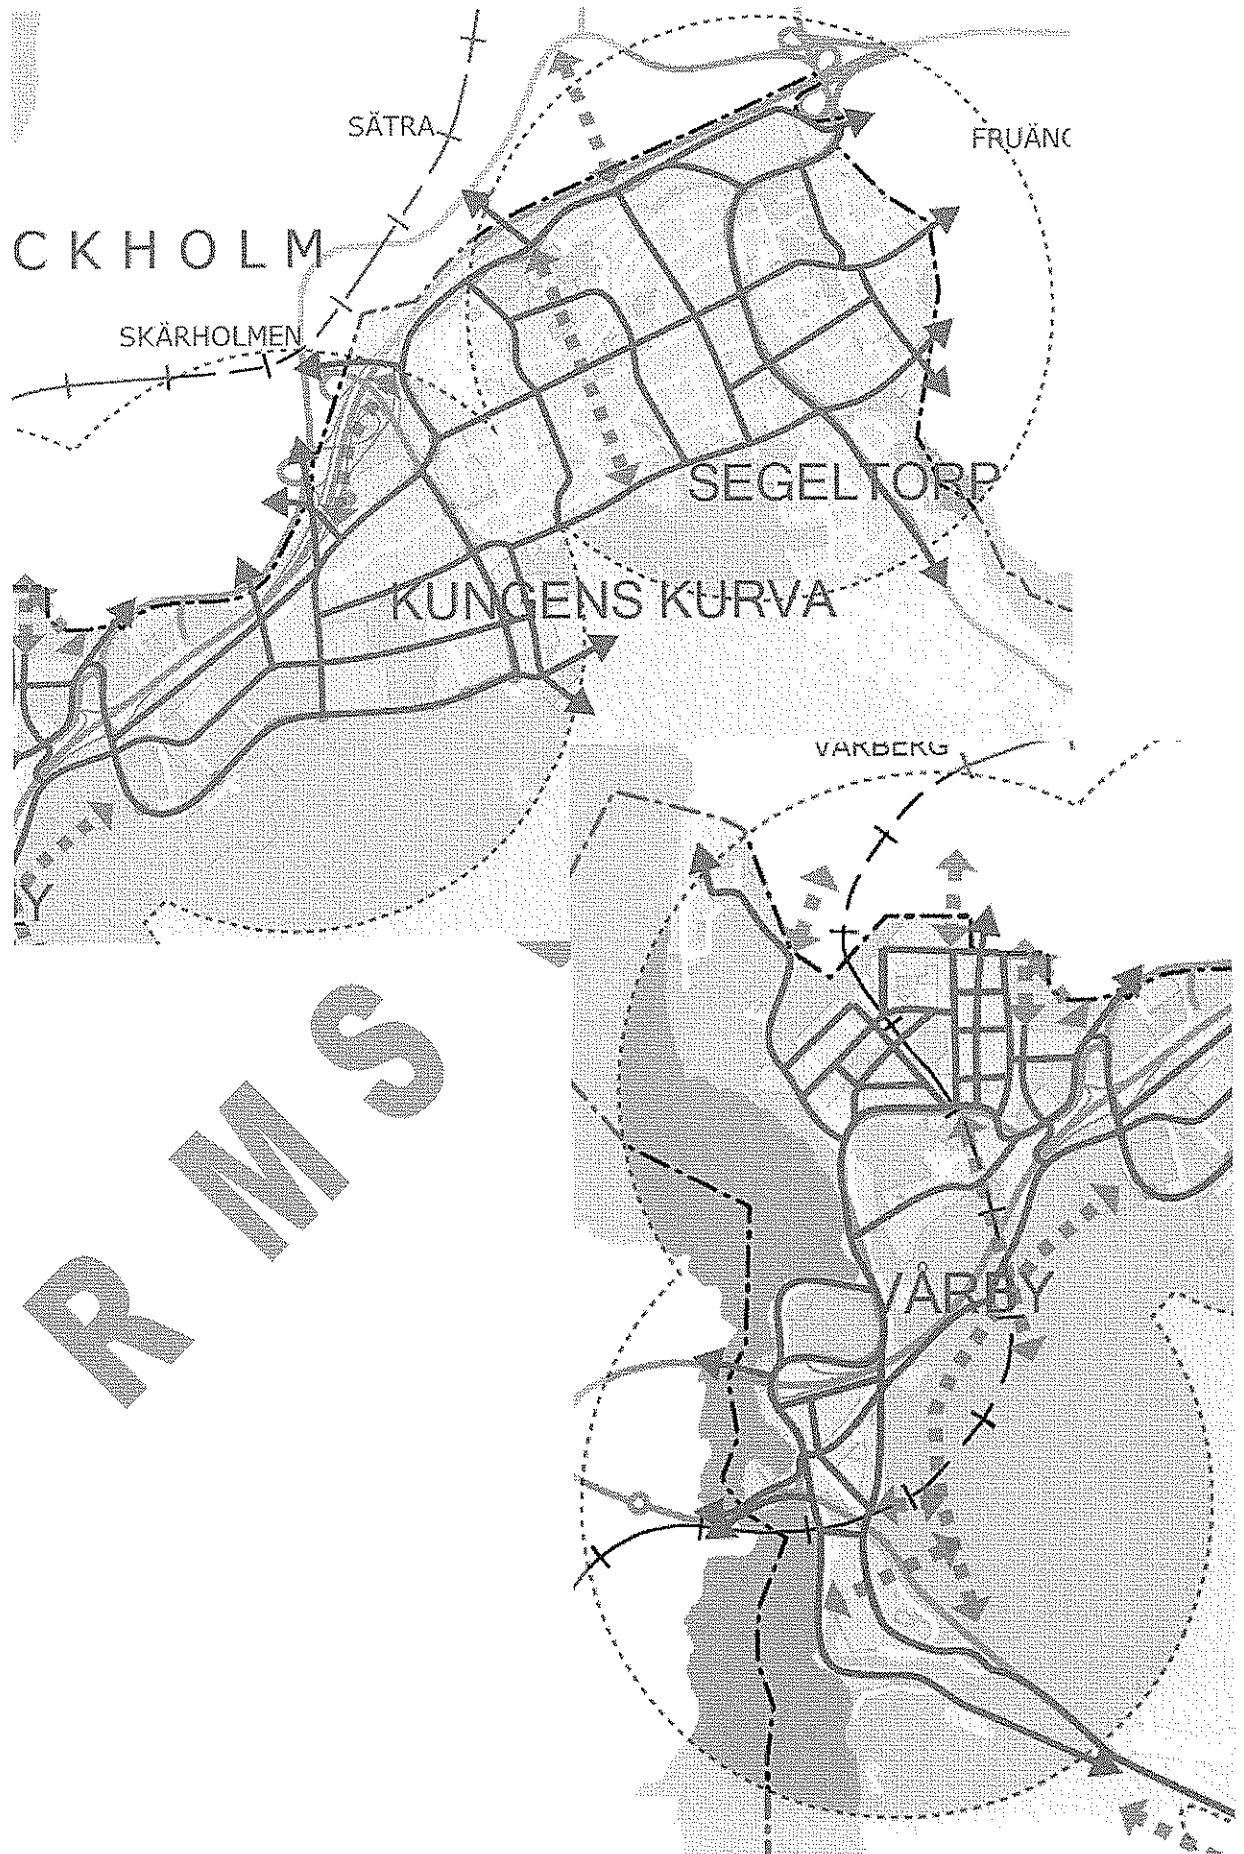 SÄTRA
FRUÄNG
CKHOLM
SKÄRHOLMEN
SEGELTORP
KUNGENS KURVA
Y
VÅRBERG
RMS
VÅRBY